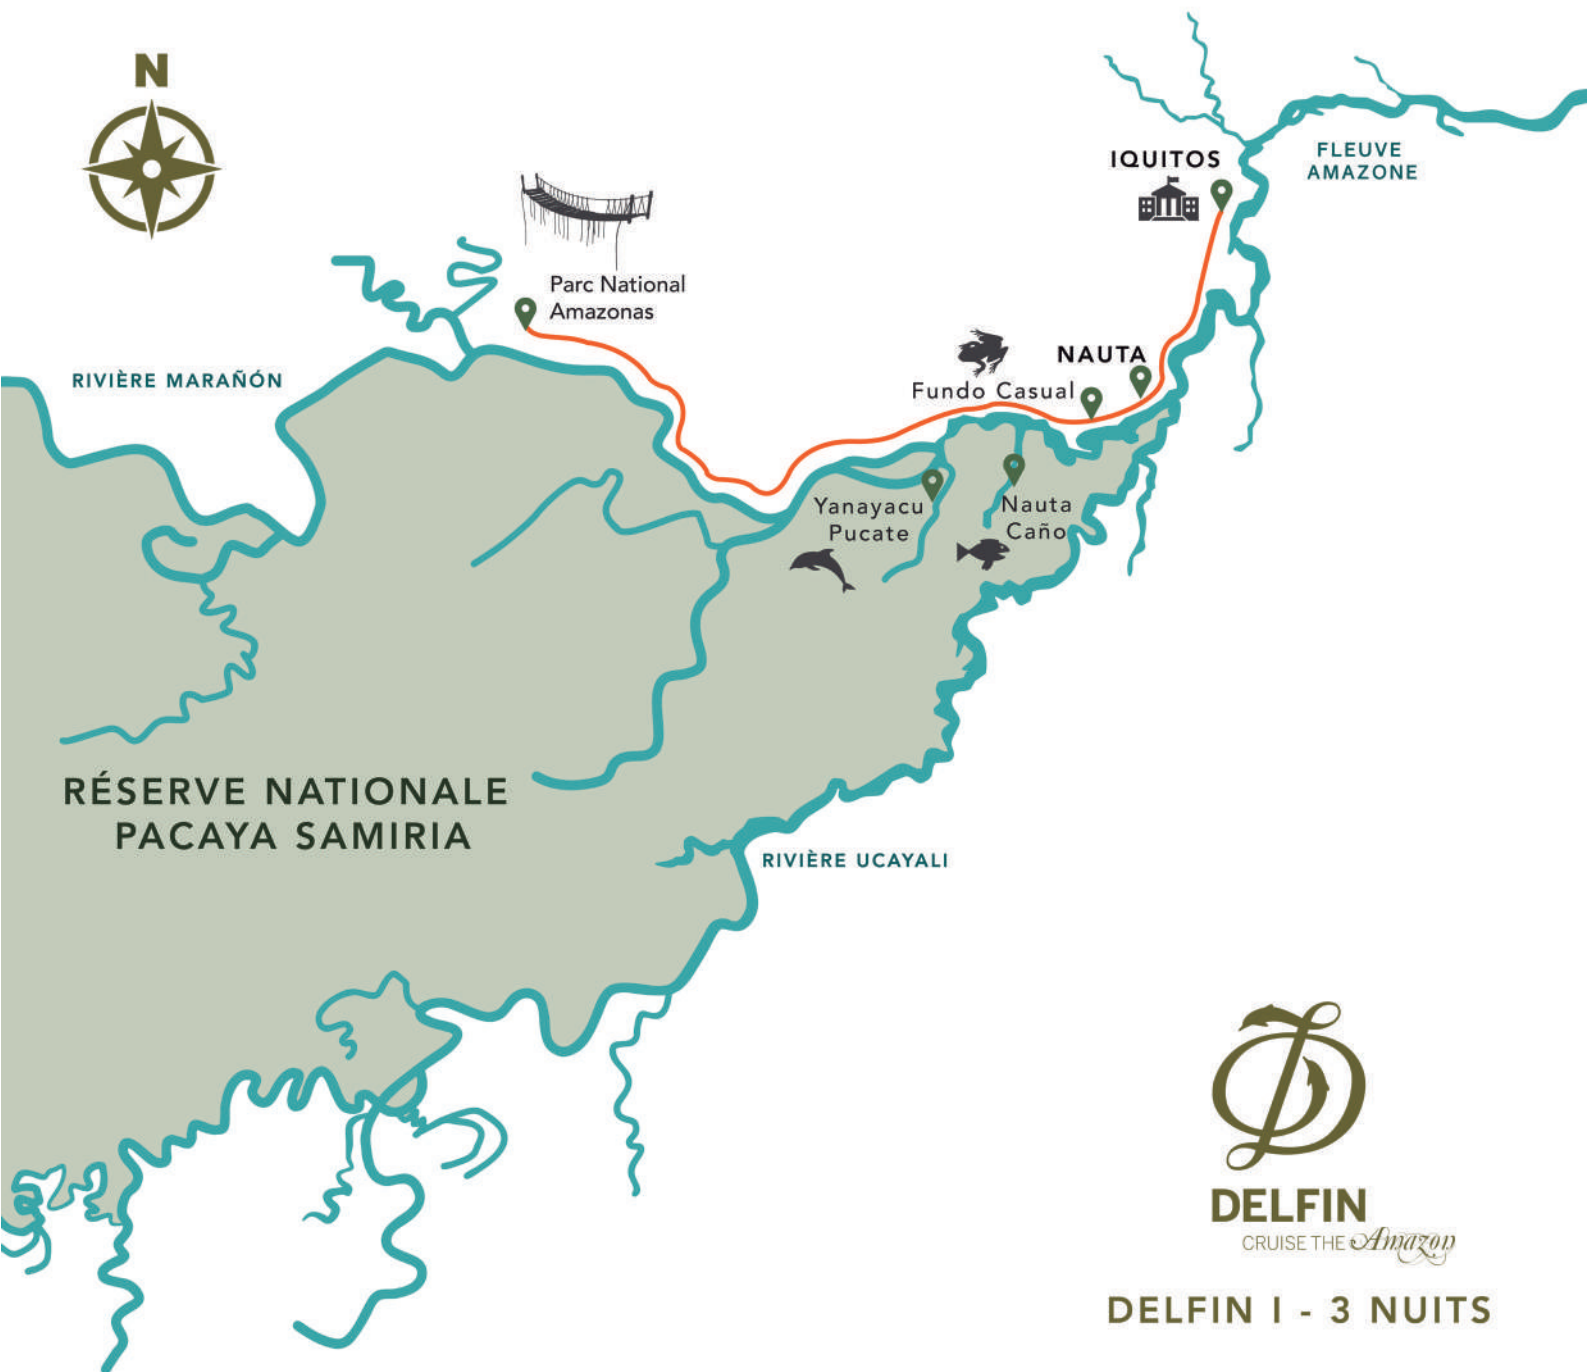 N
IQUITOS
FLEUVE
AMAZONE
Parc National
Amazonas
RIVIÈRE MARAÑÓN
NAUTA
Fundo Casual
Yanayacu
Pucate
Nauta
Caño
RÉSERVE NATIONALE
PACAYA SAMIRIA
RIVIÈRE UCAYALI
DELFIN
CRUISE THE Amazon
DELFIN I - 3 NUITS